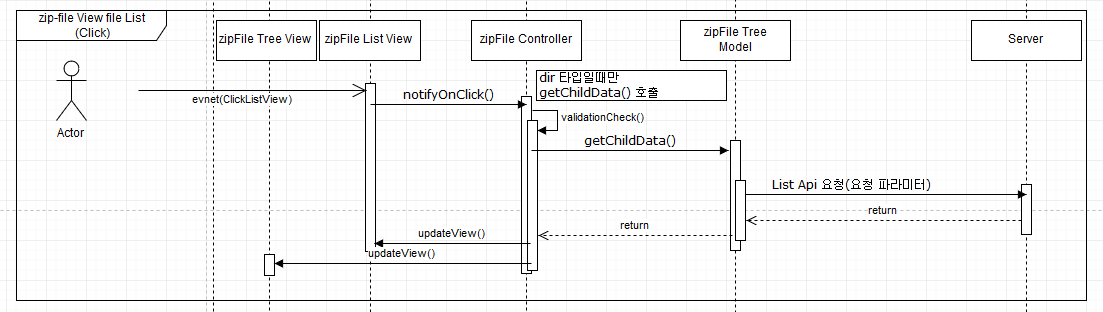 zip-file View file List
(Click)
zipFile Tree View
zipFile List View
zipFile Controller
zipFile Tree
Model
Server
Actor
evnet(ClickListView)
notifyOnClick()
dir 타입일때만
getChildData() 호출
validationCheck()
getChildData()
List Api 요청(요청 파라미터)
return
return
updateView()
updateView()